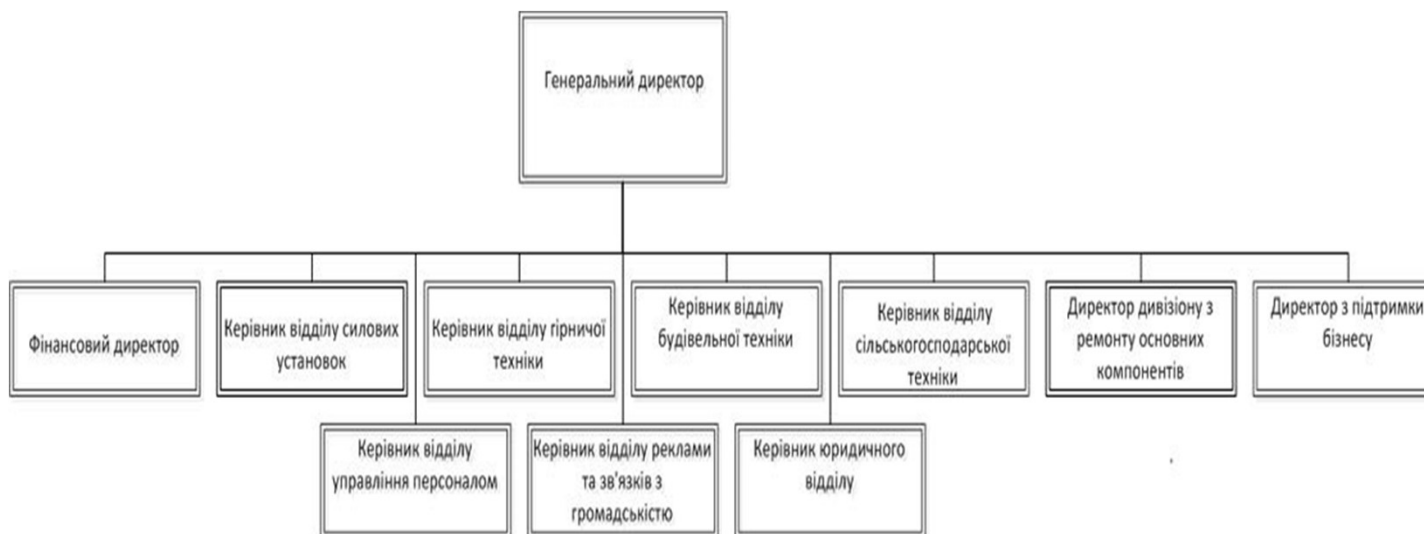 Генеральний директор
Фінансовий директор
Керівник відділу силових
установок
Керівник відділу гірничої
техніки
Керівник відділу
будівельної техніки
Керівник відділу
сільськогосподарської
техніки
Директор дивізіону з
ремонту основних
компонентів
Директор з підтримки
бізнесу
Керівник відділу
управління персоналом
Керівник відділу реклами
та зв'язків з
громадськістю
Керівник юридичного
відділу